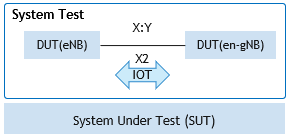 System Test
X:Y
DUT(eNB)
DUT(en-gNB)
X2
IOT
System Under Test (SUT)